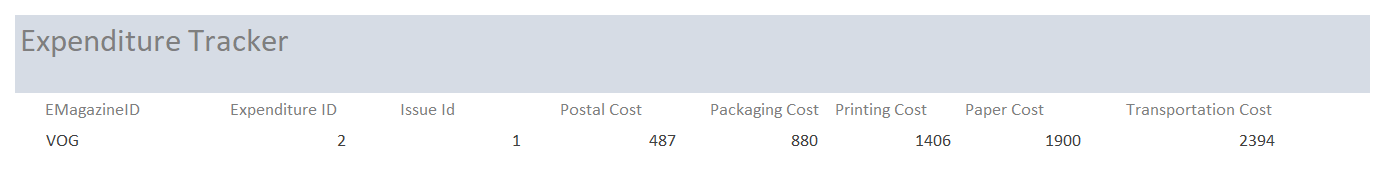 Expenditure Tracker
EMagazineID Expenditure ID Issue Id Postal Cost Packaging Cost Printing Cost Paper Cost Transportation Cost
VOG 2 1 487 880 1406 1900 2394